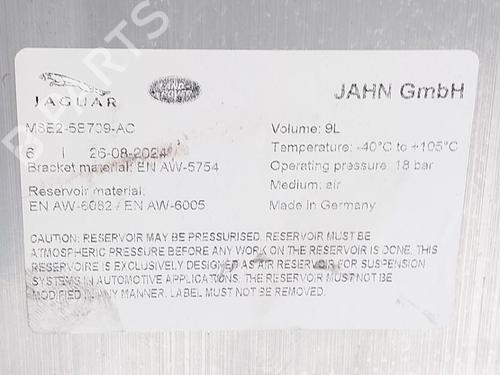 JAGUAR
LAND ROVER
JAHN GmbH
M8E2-5B709-AC
6 I 26-08-2024
Bracket material: EN AW-5754
Reservoir material:
EN AW-6082 / EN AW-6005
Volume: 9L
Temperature: -40°C to +105°C
Operating pressure: 18 bar
Medium: air
Made in Germany
CAUTION: RESERVOIR MAY BE PRESSURISED. RESERVOIR MUST BE
ATMOSPHERIC PRESSURE BEFORE ANY WORK ON THE RESERVOIR IS DONE. THIS
RESERVOIRE IS EXCLUSIVELY DESIGNED AS AIR RESERVOIR FOR SUSPENSION
SYSTEMS IN AUTOMOTIVE APPLICATIONS. THE RESERVOIR MUST NOT BE
MODIFIED IN ANY MANNER. LABEL MUST NOT BE REMOVED.